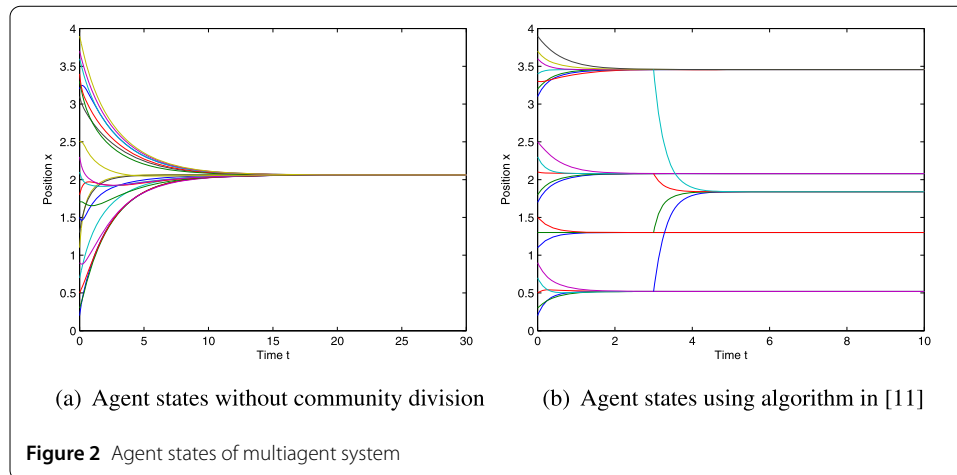 4
3.5
3
2.5
2
1.5
1
0.5
0
Position x
0 5 10 15 20 25 30
Time t
(a) Agent states without community division
4
3.5
3
2.5
2
1.5
1
0.5
0
Position x
0 2 4 6 8 10
Time t
(b) Agent states using algorithm in [11]
Figure 2 Agent states of multiagent system